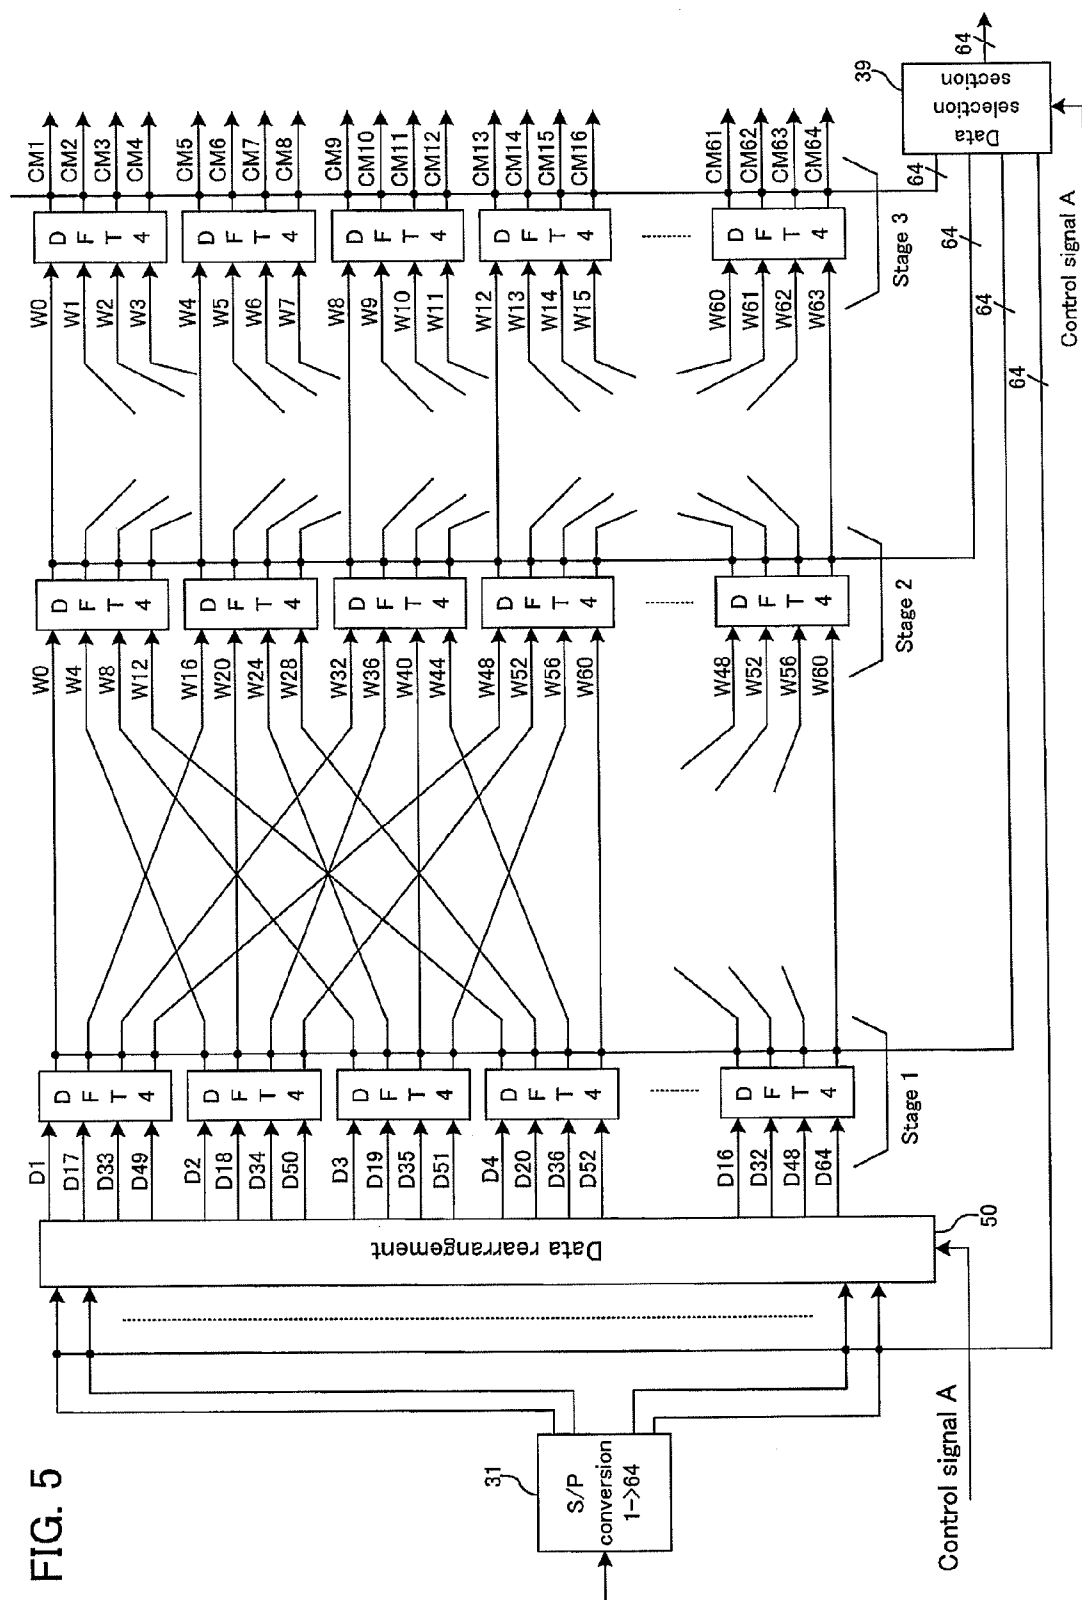 FIG. 5
31
S/P
conversion
1->64
Control signal A
Data rearrangement
50
D1
D17
D33
D49
D2
D18
D34
D50
D3
D19
D35
D51
D4
D20
D36
D52
D16
D32
D48
D64
DFT4
DFT4
DFT4
DFT4
DFT4
Stage 1
W0
W4
W8
W12
W16
W20
W24
W28
W32
W36
W40
W44
W48
W52
W56
W60
W48
W52
W56
W60
DFT4
DFT4
DFT4
DFT4
DFT4
Stage 2
W0
W1
W2
W3
W4
W5
W6
W7
W8
W9
W10
W11
W12
W13
W14
W15
W60
W61
W62
W63
DFT4
DFT4
DFT4
DFT4
DFT4
Stage 3
CM1
CM2
CM3
CM4
CM5
CM6
CM7
CM8
CM9
CM10
CM11
CM12
CM13
CM14
CM15
CM16
CM61
CM62
CM63
CM64
64
64
64
64
39
Data
selection
section
64
Control signal A